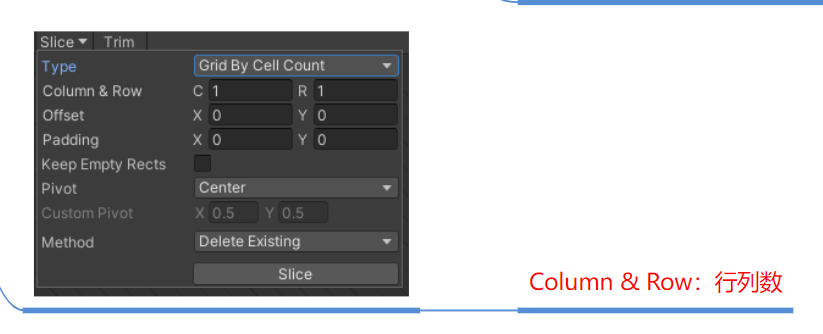 Slice Trim
Type Grid By Cell Count
Column & Row C 1 R 1
Offset X 0 Y 0
Padding X 0 Y 0
Keep Empty Rects
Pivot Center
Custom Pivot X 0.5 Y 0.5
Method Delete Existing
Slice
Column & Row：行列数